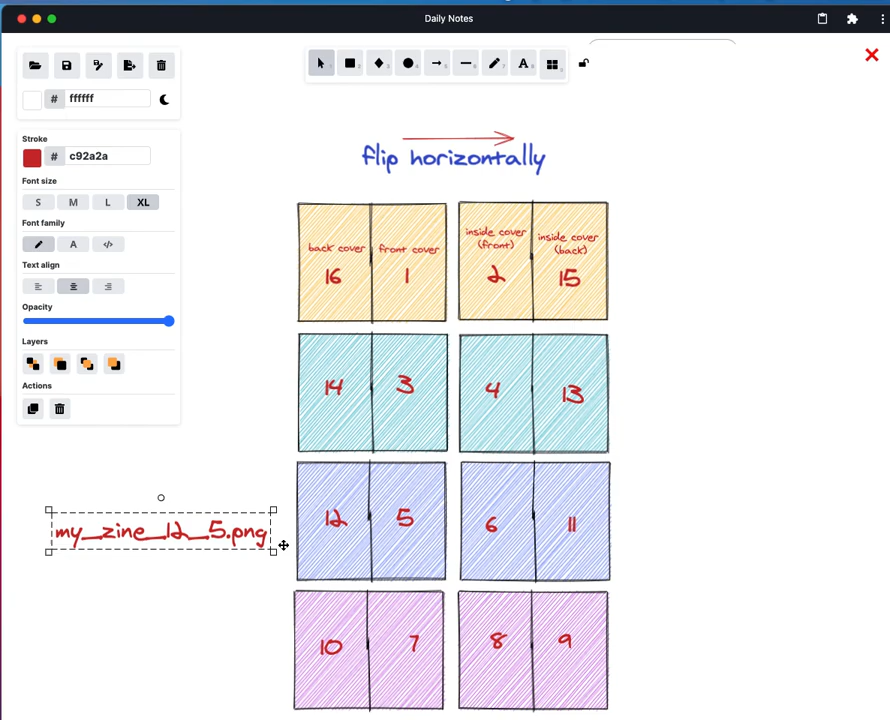 Daily Notes
# ffffff
Stroke
# c92a2a
Font size
S M L XL
Font family
A </>
Text align
Opacity
Layers
Actions
A
flip horizontally
back cover
16
front cover
1
inside cover
(front)
2
inside cover
(back)
15
14
3
4
13
my_zine_12_5.png
12
5
6
11
10
7
8
9